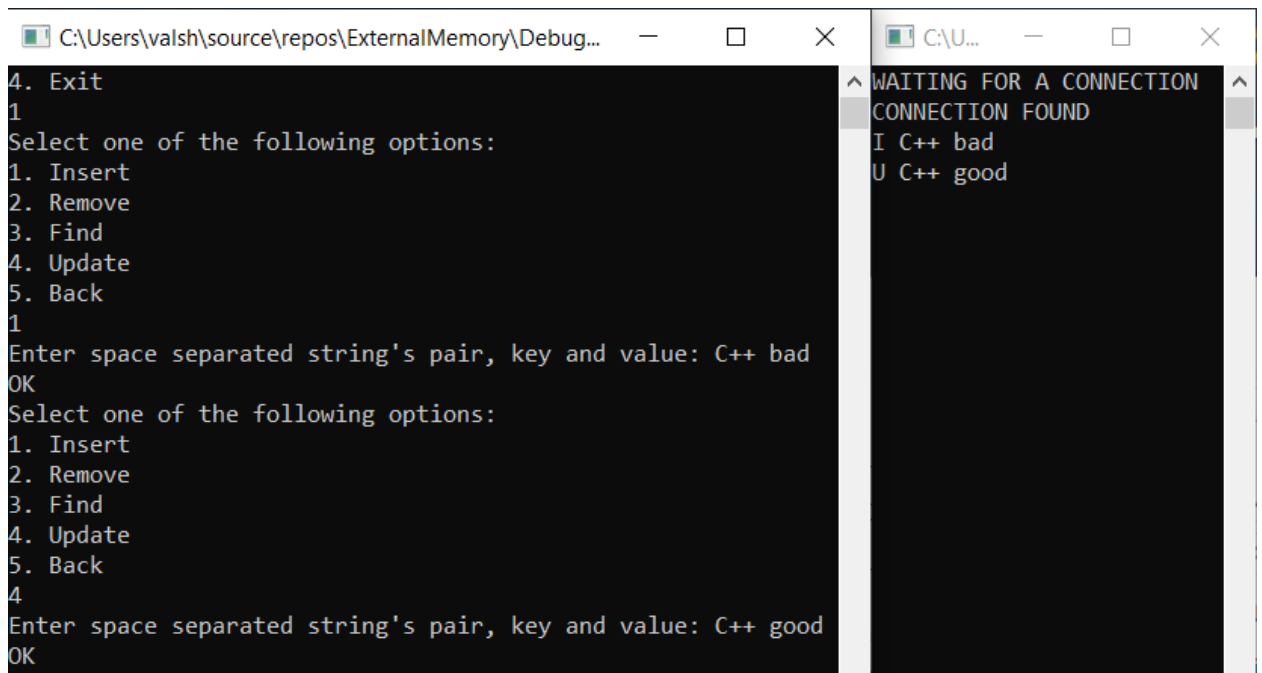 C:\Users\valsh\source\repos\ExternalMemory\Debug...
4. Exit
1
Select one of the following options:
1. Insert
2. Remove
3. Find
4. Update
5. Back
1
Enter space separated string's pair, key and value: C++ bad
OK
Select one of the following options:
1. Insert
2. Remove
3. Find
4. Update
5. Back
4
Enter space separated string's pair, key and value: C++ good
OK
C:\U...
WAITING FOR A CONNECTION
CONNECTION FOUND
I C++ bad
U C++ good